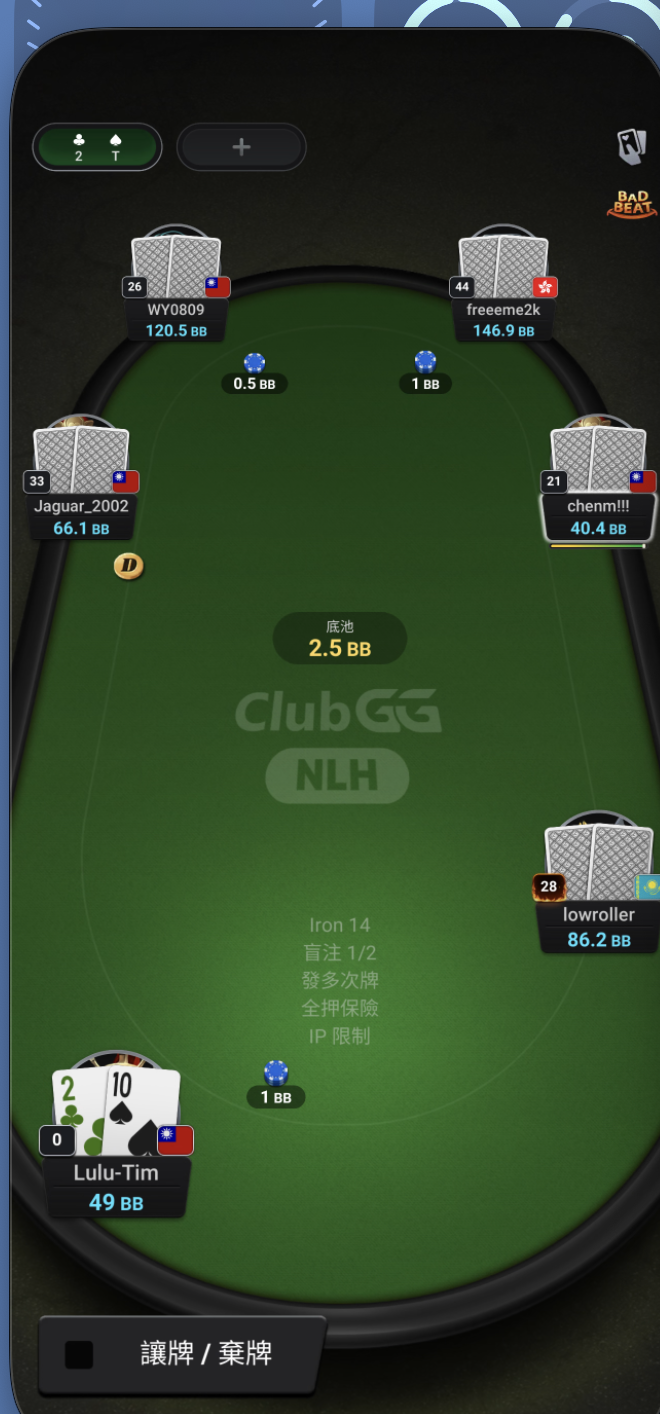 2 T
+
BAD BEAT
26
WY0809
120.5 BB
44
freeeme2k
146.9 BB
0.5 BB
1 BB
33
Jaguar_2002
66.1 BB
21
chenm!!!
40.4 BB
D
底池
2.5 BB
ClubGG
NLH
28
lowroller
86.2 BB
Iron 14
盲注 1/2
發多次牌
全押保險
IP 限制
1 BB
2
10
0
Lulu-Tim
49 BB
讓牌 / 棄牌